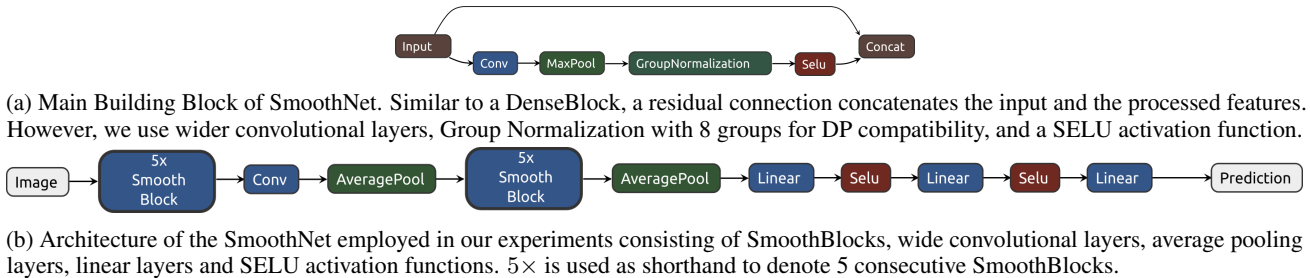 Input
Conv
MaxPool
GroupNormalization
Selu
Concat
(a) Main Building Block of SmoothNet. Similar to a DenseBlock, a residual connection concatenates the input and the processed features.
However, we use wider convolutional layers, Group Normalization with 8 groups for DP compatibility, and a SELU activation function.
Image
5x
Smooth
Block
Conv
AveragePool
5x
Smooth
Block
AveragePool
Linear
Selu
Linear
Selu
Linear
Prediction
(b) Architecture of the SmoothNet employed in our experiments consisting of SmoothBlocks, wide convolutional layers, average pooling
layers, linear layers and SELU activation functions. 5× is used as shorthand to denote 5 consecutive SmoothBlocks.